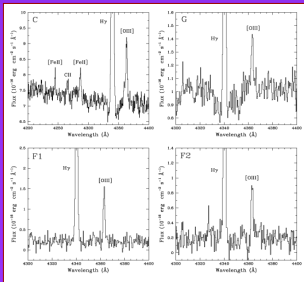 C
Hγ
[OIII]
[FeII]
CH
[FeII]
Flux (10⁻¹⁶ erg cm⁻² s⁻¹ Å⁻¹)
4300 4320 4340 4360 4380 4400
Wavelength (Å)
G
Hγ
[OIII]
Flux (10⁻¹⁶ erg cm⁻² s⁻¹ Å⁻¹)
4300 4320 4340 4360 4380 4400
Wavelength (Å)
F1
Hγ
[OIII]
Flux (10⁻¹⁶ erg cm⁻² s⁻¹ Å⁻¹)
4300 4320 4340 4360 4380 4400
Wavelength (Å)
F2
Hγ
[OIII]
Flux (10⁻¹⁶ erg cm⁻² s⁻¹ Å⁻¹)
4300 4320 4340 4360 4380 4400
Wavelength (Å)